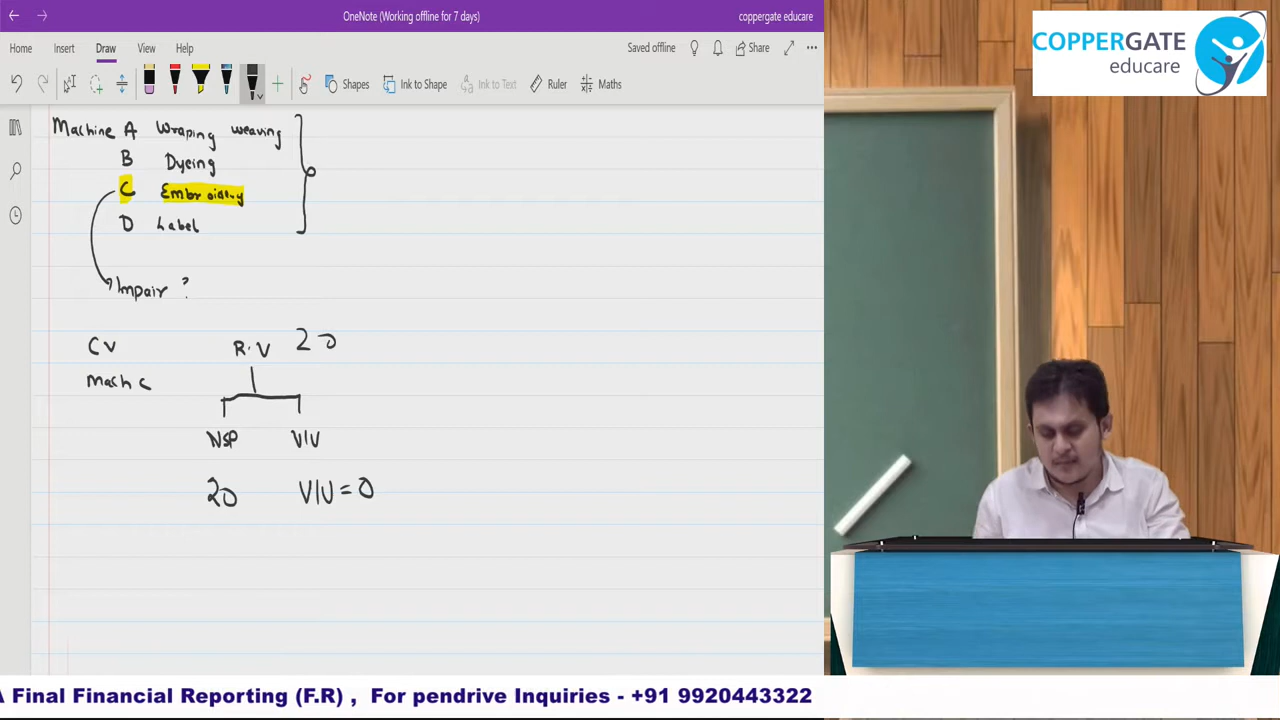 OneNote (Working offline for 7 days)
coppergate educare
Home Insert Draw View Help
Saved offline Share
Shapes Ink to Shape Ink to Text Ruler Maths
COPPERGATE
educare
Machine A Wraping weaving
B Dyeing
C Embroidery
D Label
Impair ?
CV R.V 20
Mach C
NSP VIU
20 VIU = 0
A Final Financial Reporting (F.R) , For pendrive Inquiries - +91 9920443322